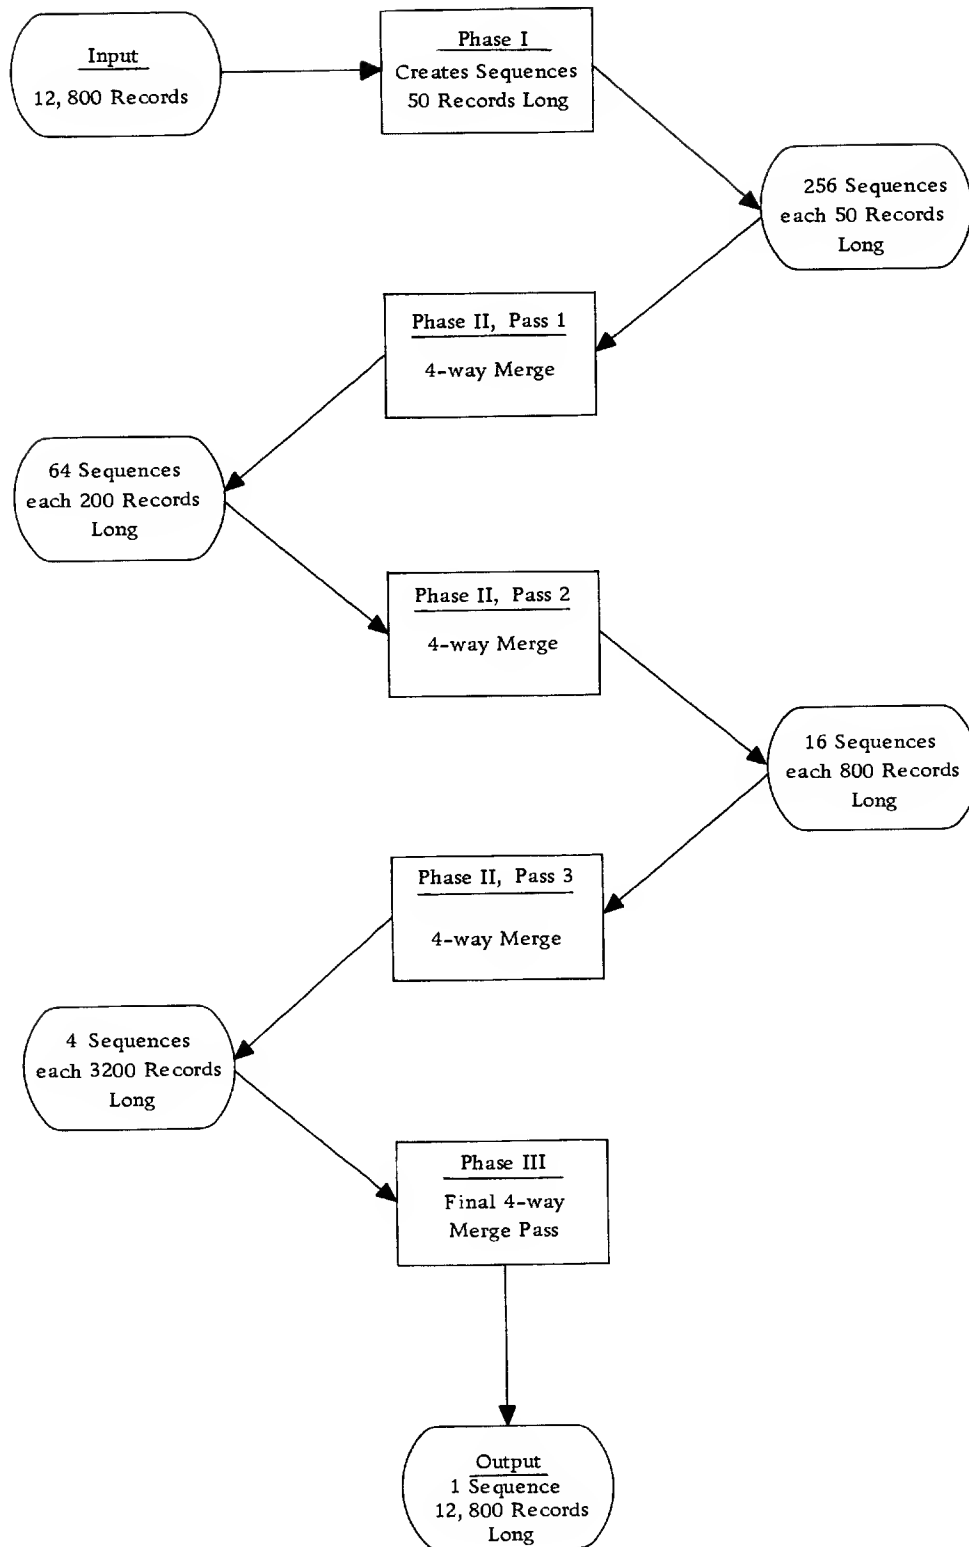 Input
12,800 Records
Phase I
Creates Sequences
50 Records Long
256 Sequences
each 50 Records
Long
Phase II, Pass 1
4-way Merge
64 Sequences
each 200 Records
Long
Phase II, Pass 2
4-way Merge
16 Sequences
each 800 Records
Long
Phase II, Pass 3
4-way Merge
4 Sequences
each 3200 Records
Long
Phase III
Final 4-way
Merge Pass
Output
1 Sequence
12,800 Records
Long